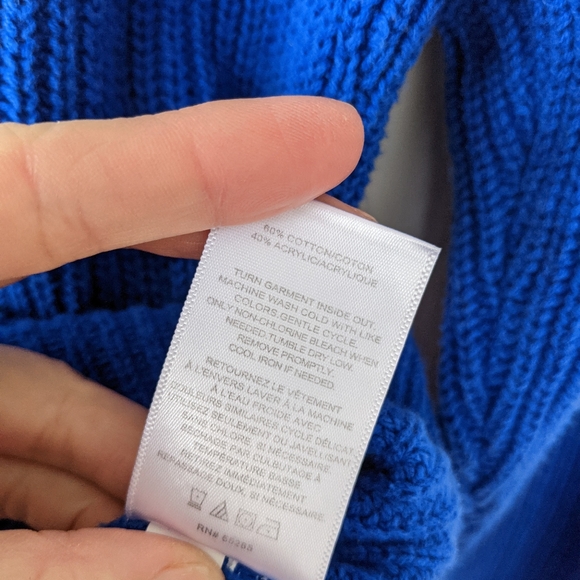 60% COTTON/COTON
40% ACRYLIC/ACRYLIQUE
TURN GARMENT INSIDE OUT.
MACHINE WASH COLD WITH LIKE
COLORS.GENTLE CYCLE.
ONLY NON-CHLORINE BLEACH WHEN
NEEDED.TUMBLE DRY LOW.
REMOVE PROMPTLY.
COOL IRON IF NEEDED.
RETOURNEZ LE VÊTEMENT
À L'ENVERS LAVER À LA MACHINE
À L'EAU FROIDE AVEC
COULEURS SIMILAIRES CYCLE DÉLICAT.
UTILISEZ SEULEMENT OU JAVELLISANT
SANS CHLORE, SI NÉCESSAIRE
SÉCHAGE PAR CULBUTAGE À
TEMPÉRATURE BASSE
RETIREZ IMMÉDIATEMENT
REPASSAGE DOUX, SI NÉCESSAIRE.
RN#